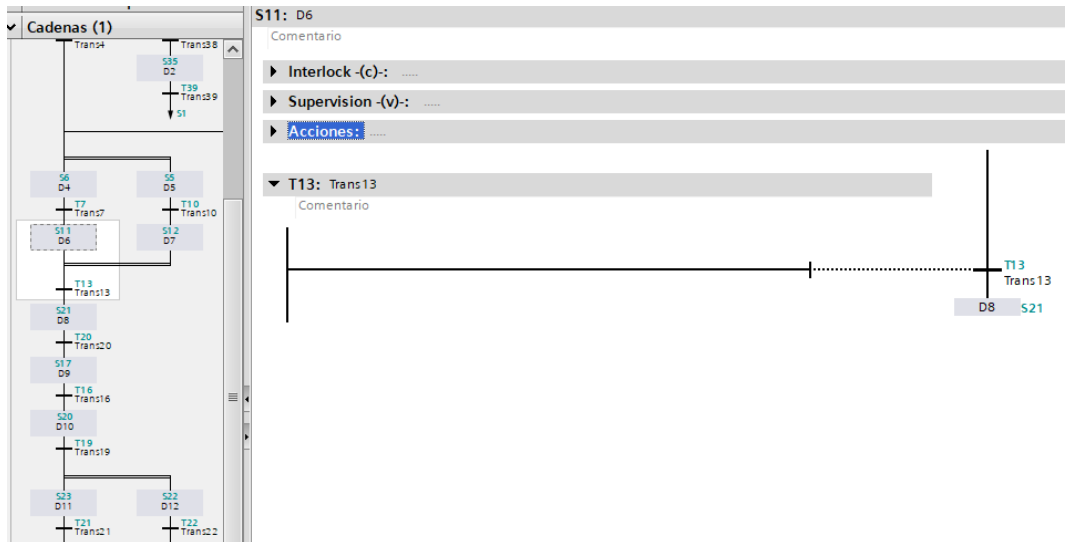 Cadenas (1)
Trans4
Trans38
S35
D2
T39
Trans39
S1
S6
D4
S5
D5
T7
Trans7
T10
Trans10
S11
D6
S12
D7
T13
Trans13
S21
D8
T20
Trans20
S17
D9
T16
Trans16
S20
D10
T19
Trans19
S23
D11
S22
D12
T21
Trans21
T22
Trans22
S11: D6
Comentario
Interlock -(c)-: .....
Supervision -(v)-: .....
Acciones: .....
T13: Trans13
Comentario
T13
Trans13
D8 S21